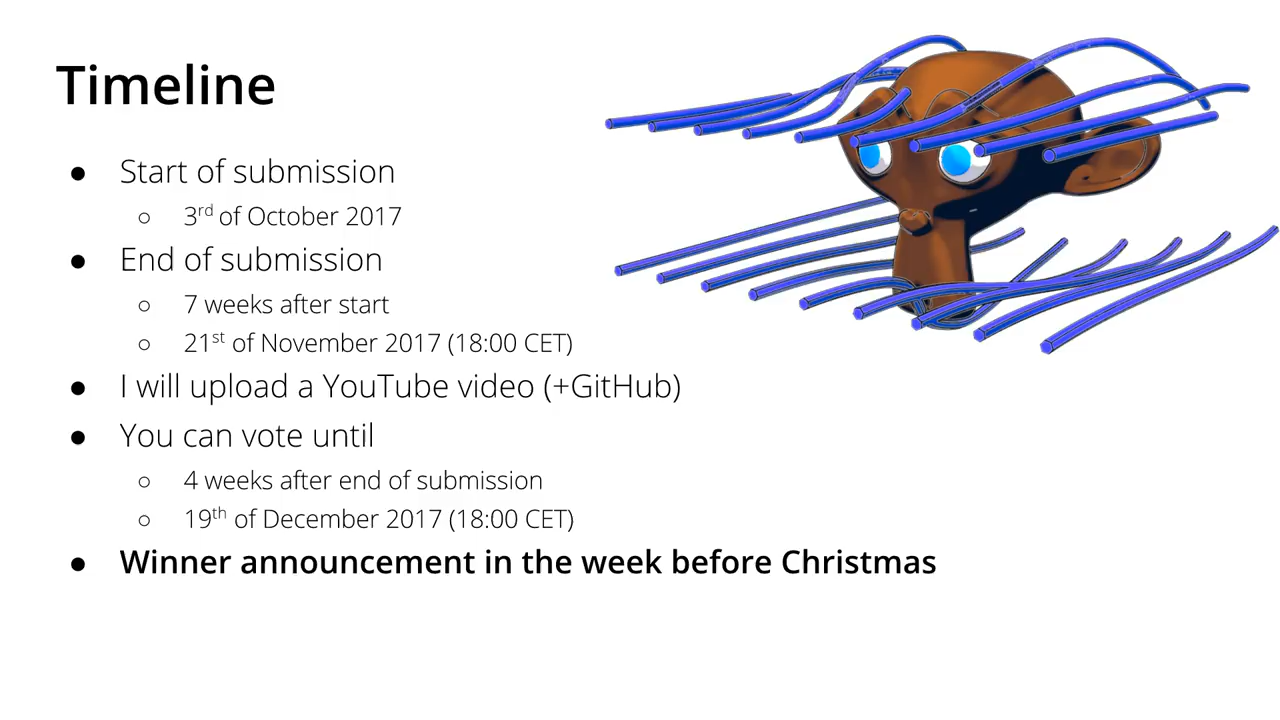 Timeline
● Start of submission
○ 3rd of October 2017
● End of submission
○ 7 weeks after start
○ 21st of November 2017 (18:00 CET)
● I will upload a YouTube video (+GitHub)
● You can vote until
○ 4 weeks after end of submission
○ 19th of December 2017 (18:00 CET)
● Winner announcement in the week before Christmas